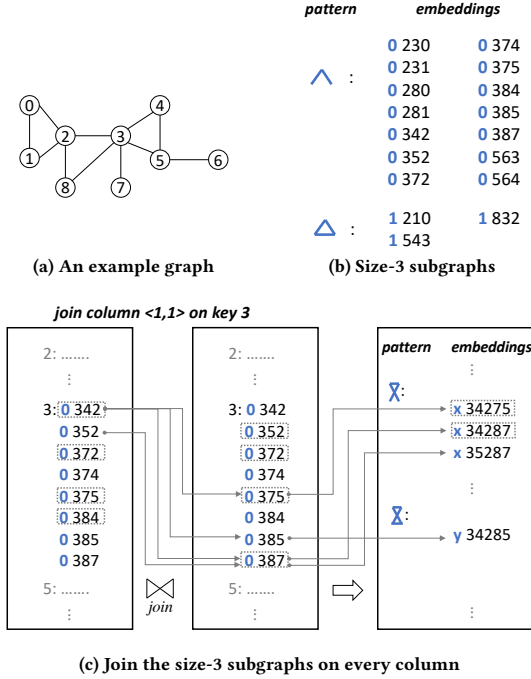 pattern embeddings
0 230 0 374
0 231 0 375
: 0 280 0 384
0 281 0 385
0 342 0 387
0 352 0 563
0 372 0 564
: 1 210 1 832
1 543
0 4
2 3
1 5 6
8 7
(a) An example graph
(b) Size-3 subgraphs
join column <1,1> on key 3
2: ....... 2: .......
pattern embeddings
⋮ ⋮ ⋮
:
3: 0 342 3: 0 342 x 34275
0 352 0 352 x 34287
0 372 0 372 x 35287
0 374 0 374
0 375 0 375 ⋮
0 384 0 384 :
0 385 0 385 y 34285
0 387 0 387
5: ....... 5: .......
join
⋮ ⋮ ⋮
(c) Join the size-3 subgraphs on every column